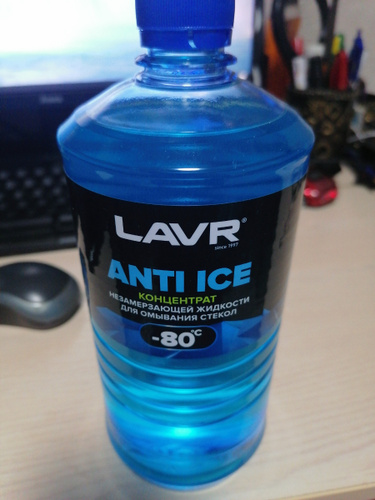 LAVR®
since 1997
ANTI ICE
КОНЦЕНТРАТ
НЕЗАМЕРЗАЮЩЕЙ ЖИДКОСТИ
ДЛЯ ОМЫВАНИЯ СТЕКОЛ
-80°C